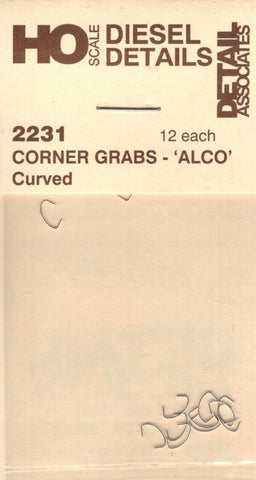 HO SCALE DIESEL DETAILS
DETAIL ASSOCIATES
2231 12 each
CORNER GRABS - 'ALCO'
Curved